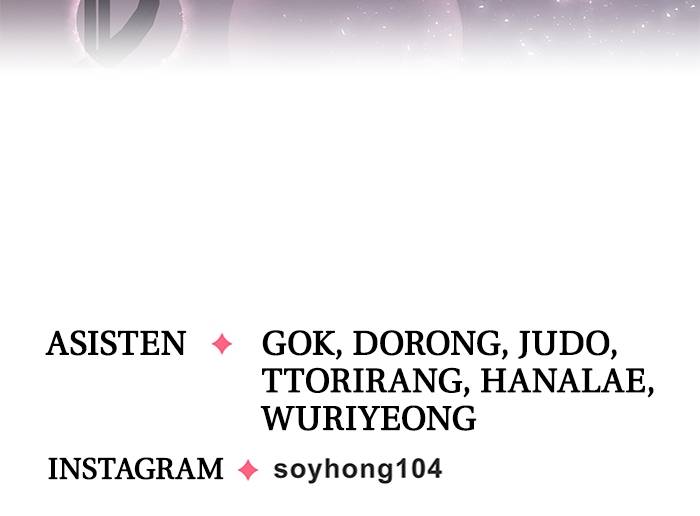 ASISTEN ✦ GOK, DORONG, JUDO,
TTORIRANG, HANALAE,
WURIYEONG
INSTAGRAM ✦ soyhong104